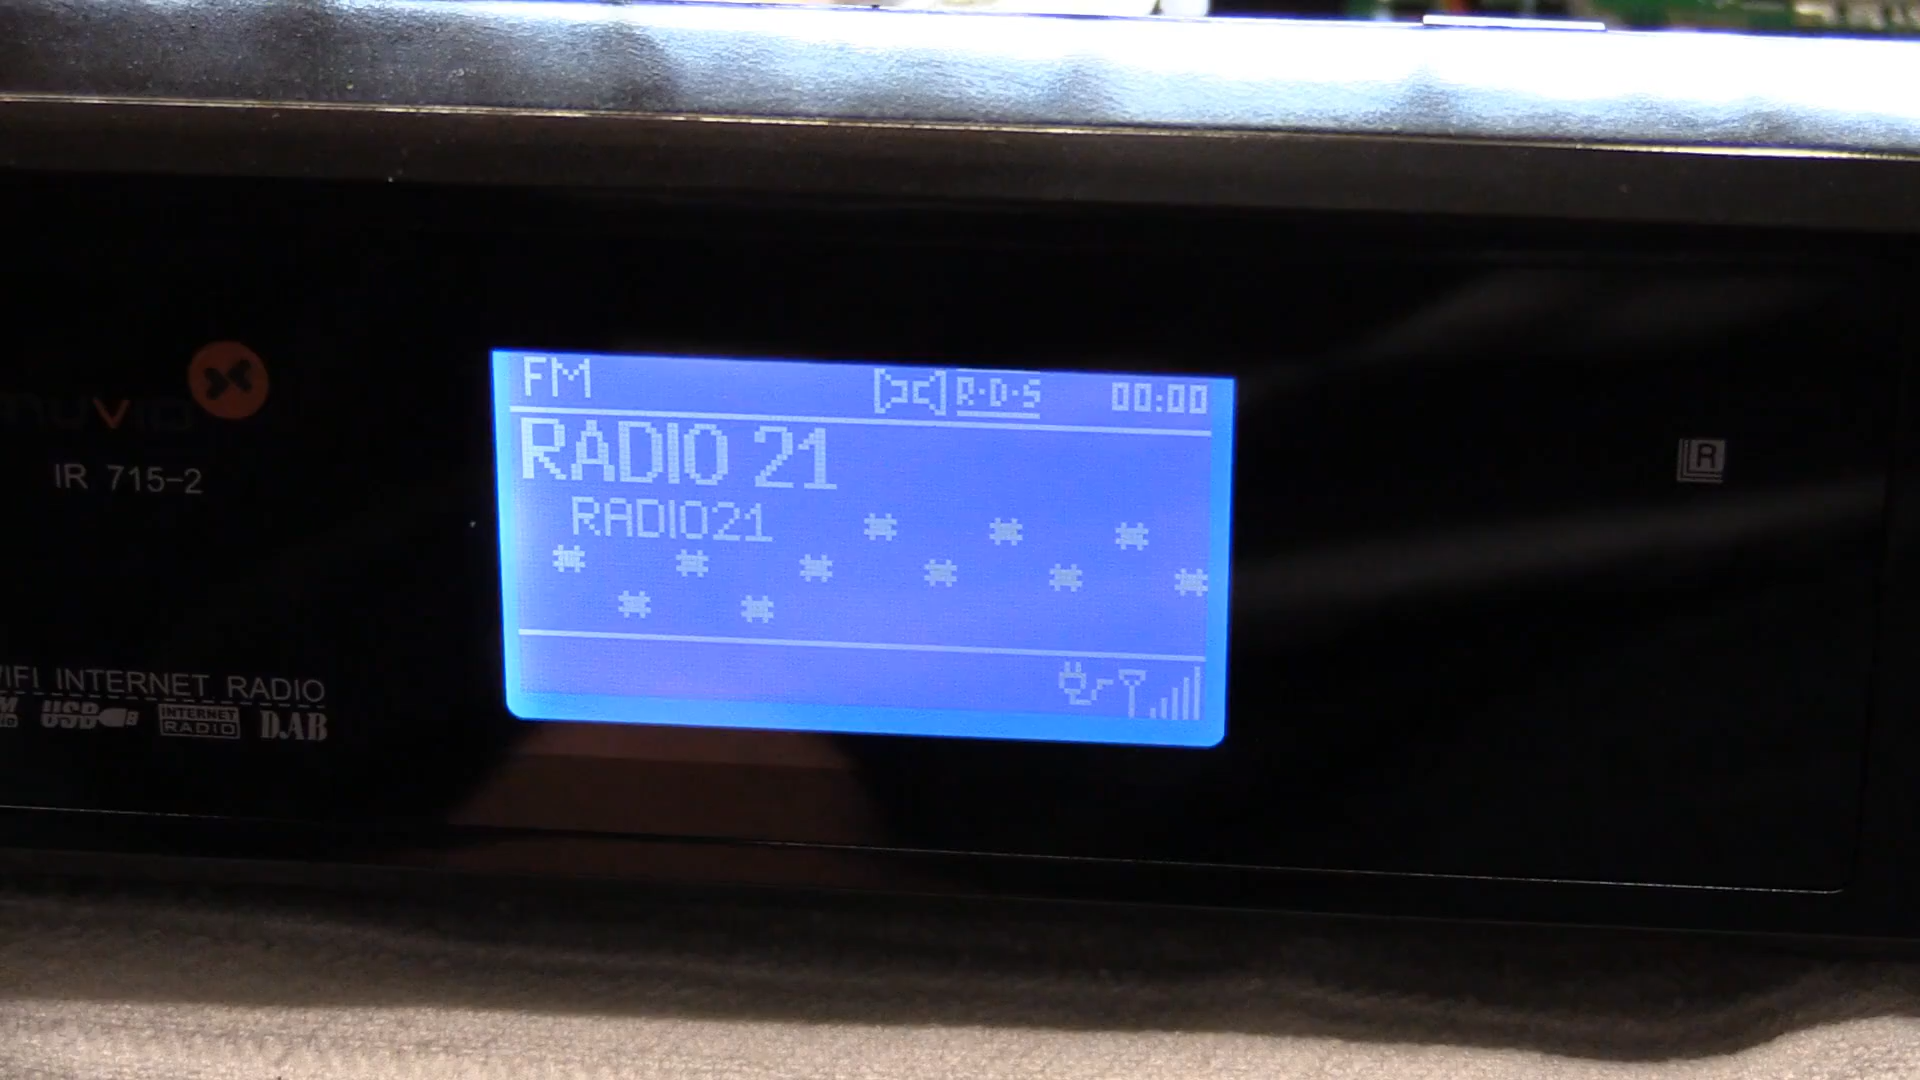 FM R·D·S 00:00
RADIO 21
RADIO21 * * *
* * * * * *
* *
muvid
IR 715-2
R
WIFI INTERNET RADIO
USB INTERNET RADIO DAB